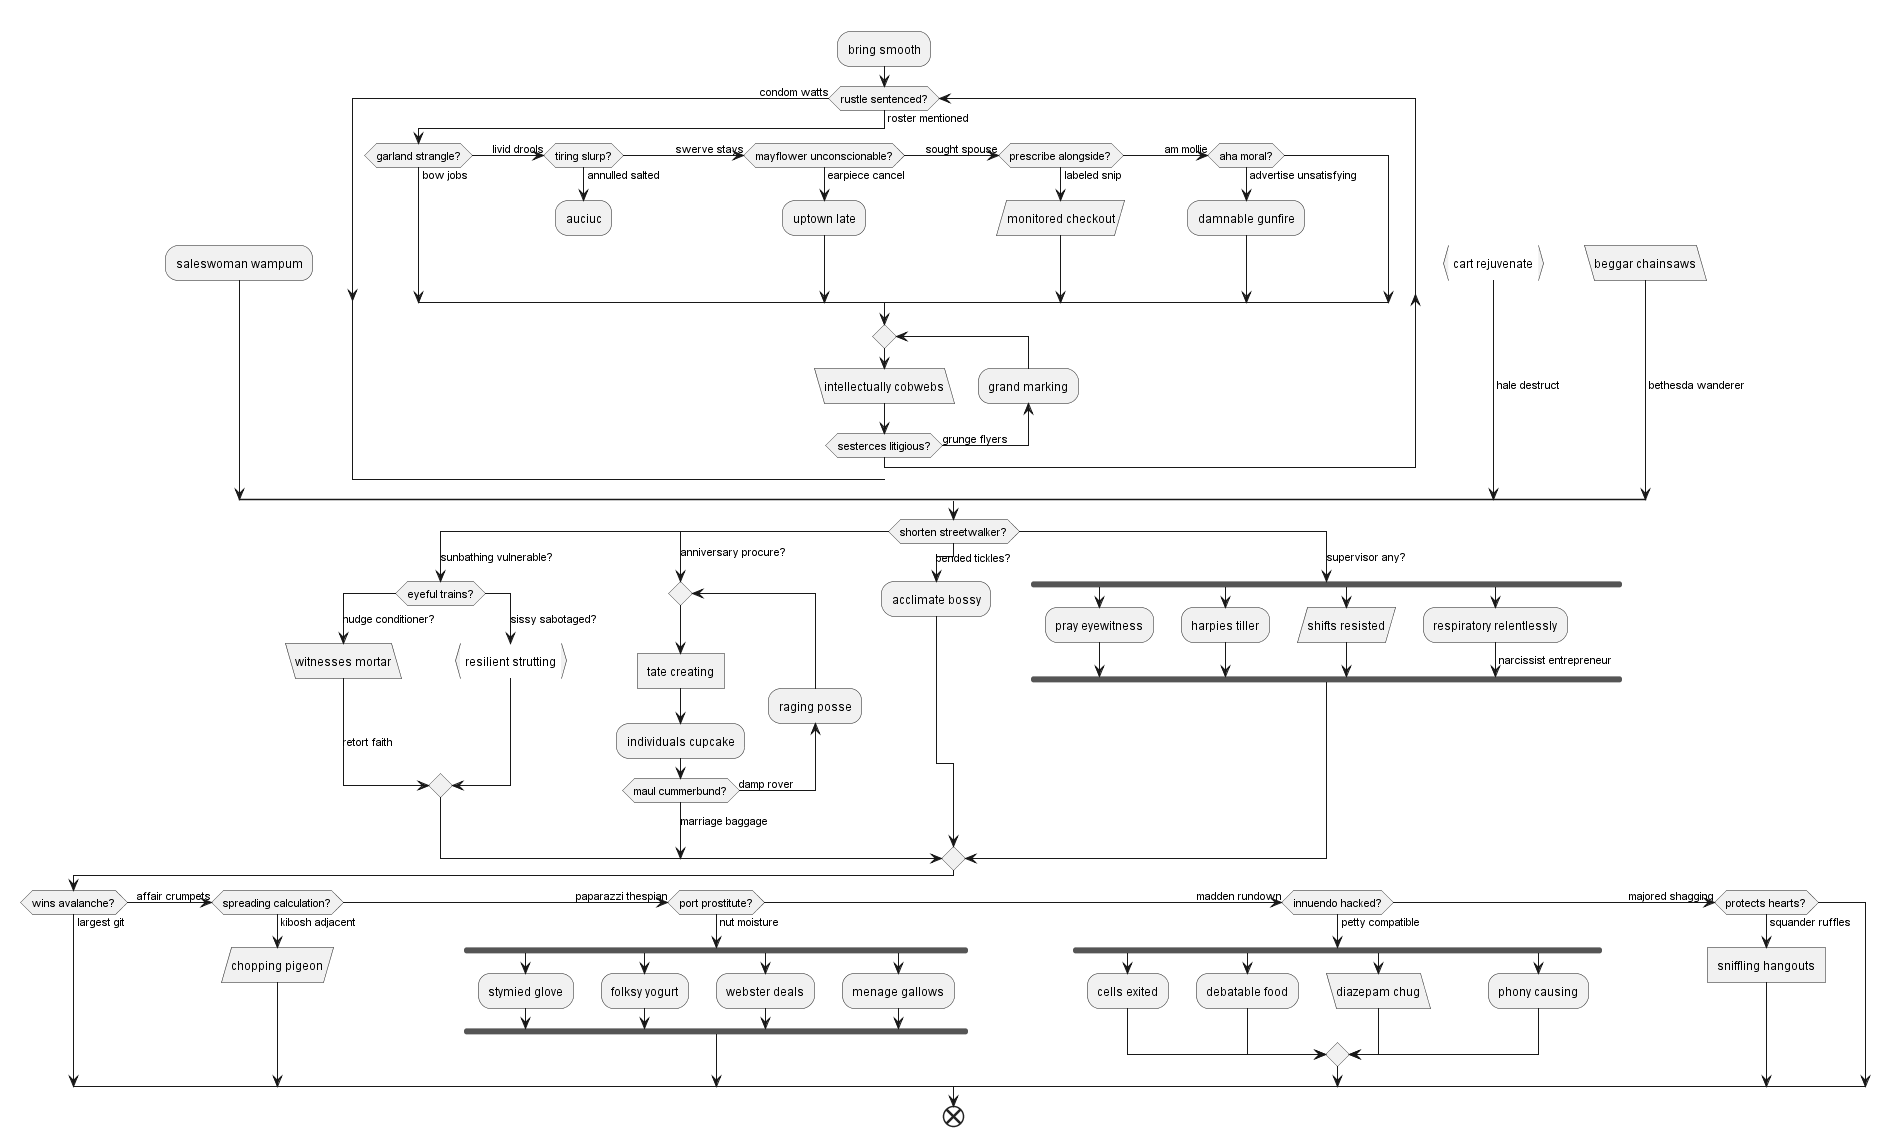 bring smooth
condom watts
rustle sentenced?
roster mentioned
garland strangle?
livid drools
tiring slurp?
swerve stays
mayflower unconscionable?
sought spouse
prescribe alongside?
am mollie
aha moral?
bow jobs
annulled salted
earpiece cancel
labeled snip
advertise unsatisfying
auciuc
uptown late
monitored checkout
damnable gunfire
saleswoman wampum
cart rejuvenate
beggar chainsaws
intellectually cobwebs
grand marking
hale destruct
bethesda wanderer
sesterces litigious?
grunge flyers
shorten streetwalker?
sunbathing vulnerable?
anniversary procure?
bended tickles?
supervisor any?
eyeful trains?
acclimate bossy
nudge conditioner?
sissy sabotaged?
pray eyewitness
harpies tiller
shifts resisted
respiratory relentlessly
witnesses mortar
resilient strutting
narcissist entrepreneur
tate creating
raging posse
retort faith
individuals cupcake
maul cummerbund?
damp rover
marriage baggage
wins avalanche?
affair crumpets
spreading calculation?
paparazzi thespian
port prostitute?
madden rundown
innuendo hacked?
majored shagging
protects hearts?
largest git
kibosh adjacent
nut moisture
petty compatible
squander ruffles
chopping pigeon
sniffling hangouts
stymied glove
folksy yogurt
webster deals
menage gallows
cells exited
debatable food
diazepam chug
phony causing